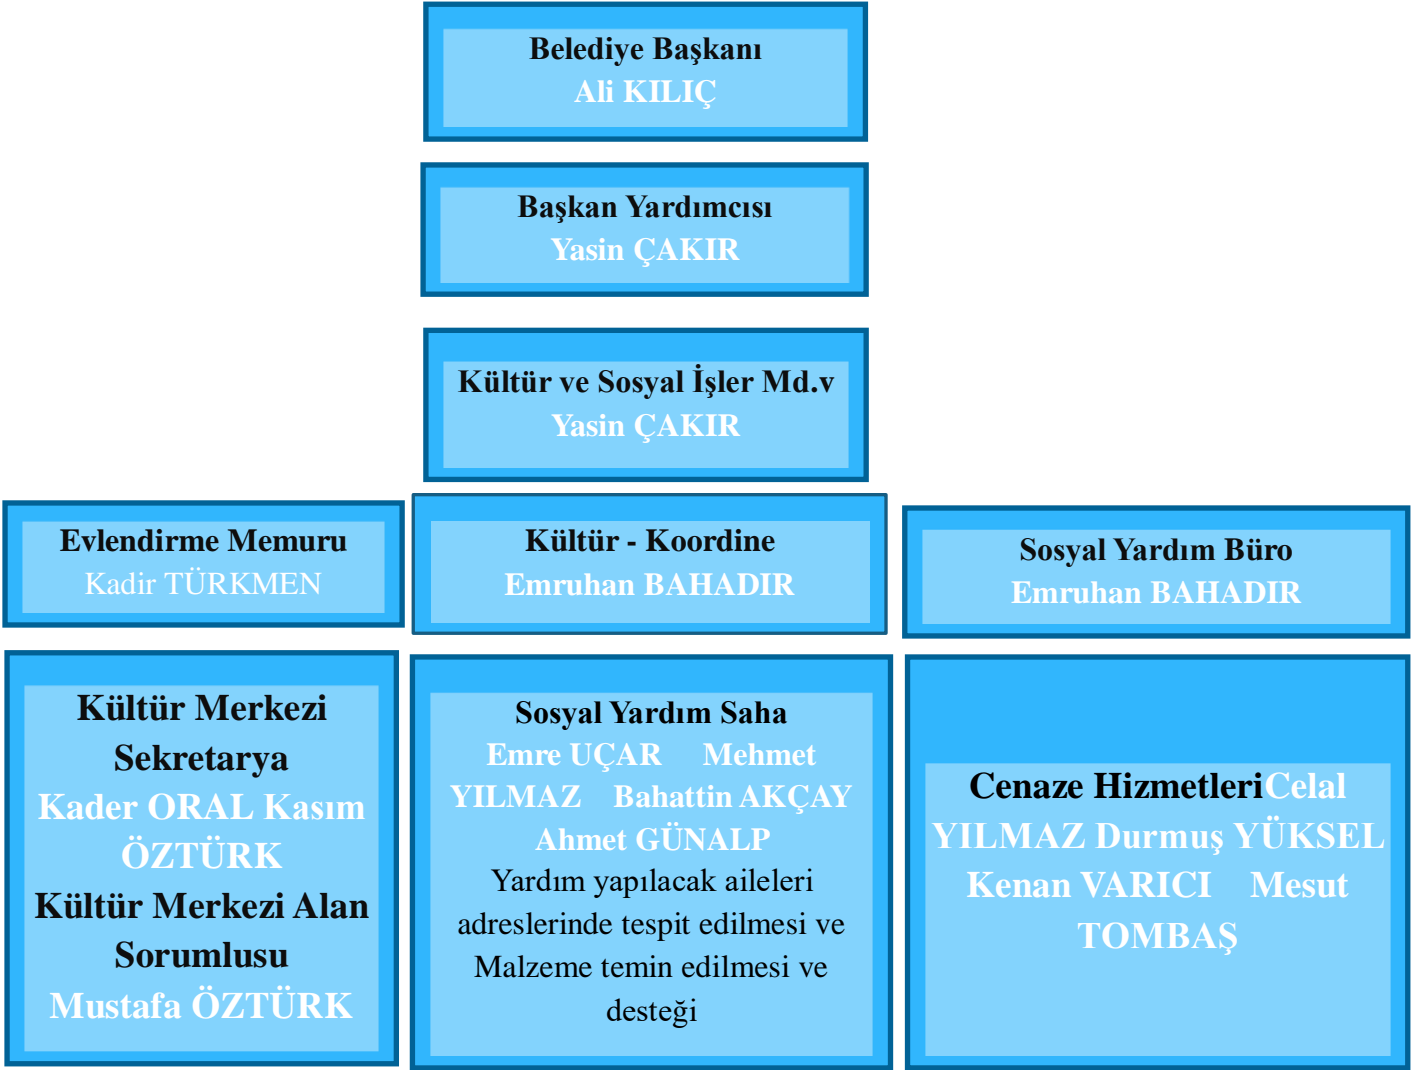 Belediye Başkanı
Ali KILIÇ
Başkan Yardımcısı
Yasin ÇAKIR
Kültür ve Sosyal İşler Md.v
Yasin ÇAKIR
Evlendirme Memuru
Kadir TÜRKMEN
Kültür - Koordine
Emruhan BAHADIR
Sosyal Yardım Büro
Emruhan BAHADIR
Kültür Merkezi
Sekretarya
Kader ORAL Kasım
ÖZTÜRK
Kültür Merkezi Alan
Sorumlusu
Mustafa ÖZTÜRK
Sosyal Yardım Saha
Emre UÇAR Mehmet
YILMAZ Bahattin AKÇAY
Ahmet GÜNALP
Yardım yapılacak aileleri
adreslerinde tespit edilmesi ve
Malzeme temin edilmesi ve
desteği
Cenaze HizmetleriCelal
YILMAZ Durmuş YÜKSEL
Kenan VARICI Mesut
TOMBAŞ